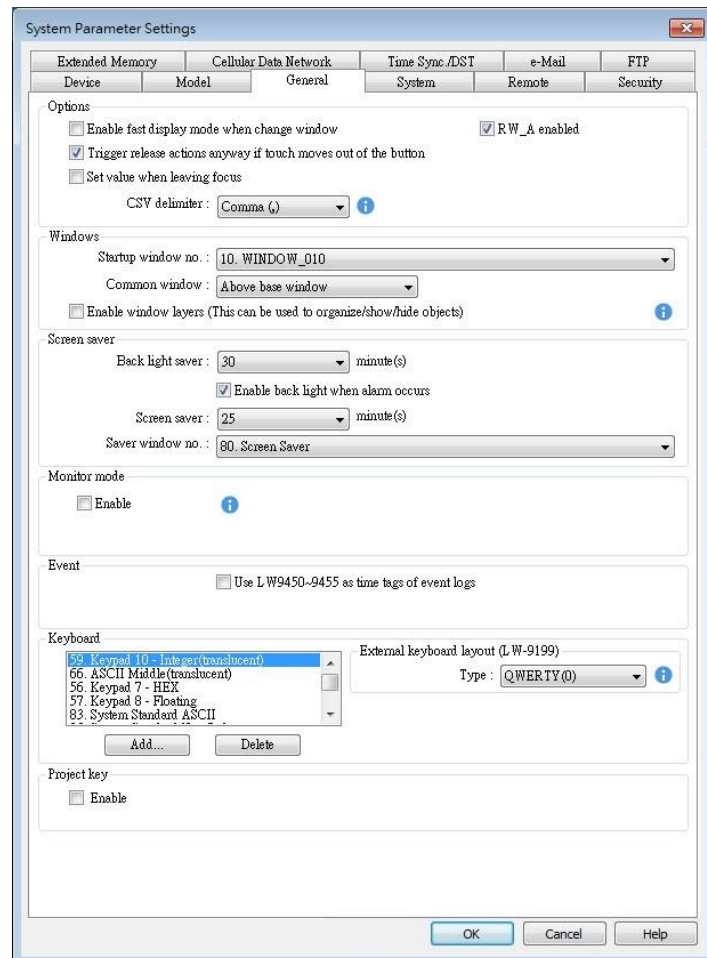 System Parameter Settings
Extended Memory Cellular Data Network Time Sync./DST e-Mail FTP
Device Model General System Remote Security
Options
Enable fast display mode when change window RW_A enabled
Trigger release actions anyway if touch moves out of the button
Set value when leaving focus
CSV delimiter : Comma (,)
Windows
Startup window no. : 10. WINDOW_010
Common window : Above base window
Enable window layers (This can be used to organize/show/hide objects)
Screen saver
Back light saver : 30 minute(s)
Enable back light when alarm occurs
Screen saver : 25 minute(s)
Saver window no. : 80. Screen Saver
Monitor mode
Enable
Event
Use LW9450~9455 as time tags of event logs
Keyboard
59. Keypad 10 - Integer(translucent)
External keyboard layout (LW-9199)
66. ASCII Middle(translucent)
Type : QWERTY(0)
56. Keypad 7 - HEX
57. Keypad 8 - Floating
83. System Standard ASCII
Add... Delete
Project key
Enable
OK Cancel Help